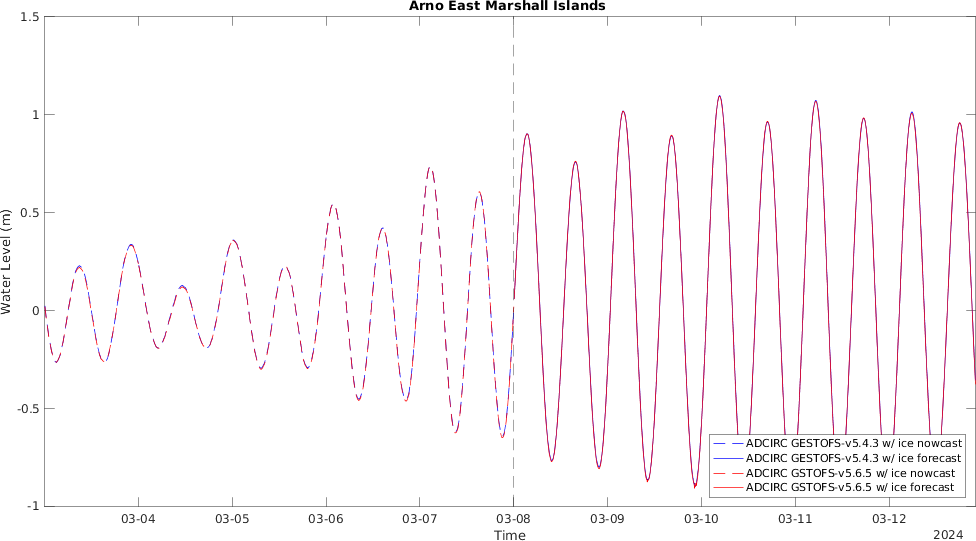 Arno East Marshall Islands
1.5
1
0.5
0
-0.5
-1
Water Level (m)
03-04 03-05 03-06 03-07 03-08 03-09 03-10 03-11 03-12
Time
2024
ADCIRC GESTOFS-v5.4.3 w/ ice nowcast
ADCIRC GESTOFS-v5.4.3 w/ ice forecast
ADCIRC GSTOFS-v5.6.5 w/ ice nowcast
ADCIRC GSTOFS-v5.6.5 w/ ice forecast